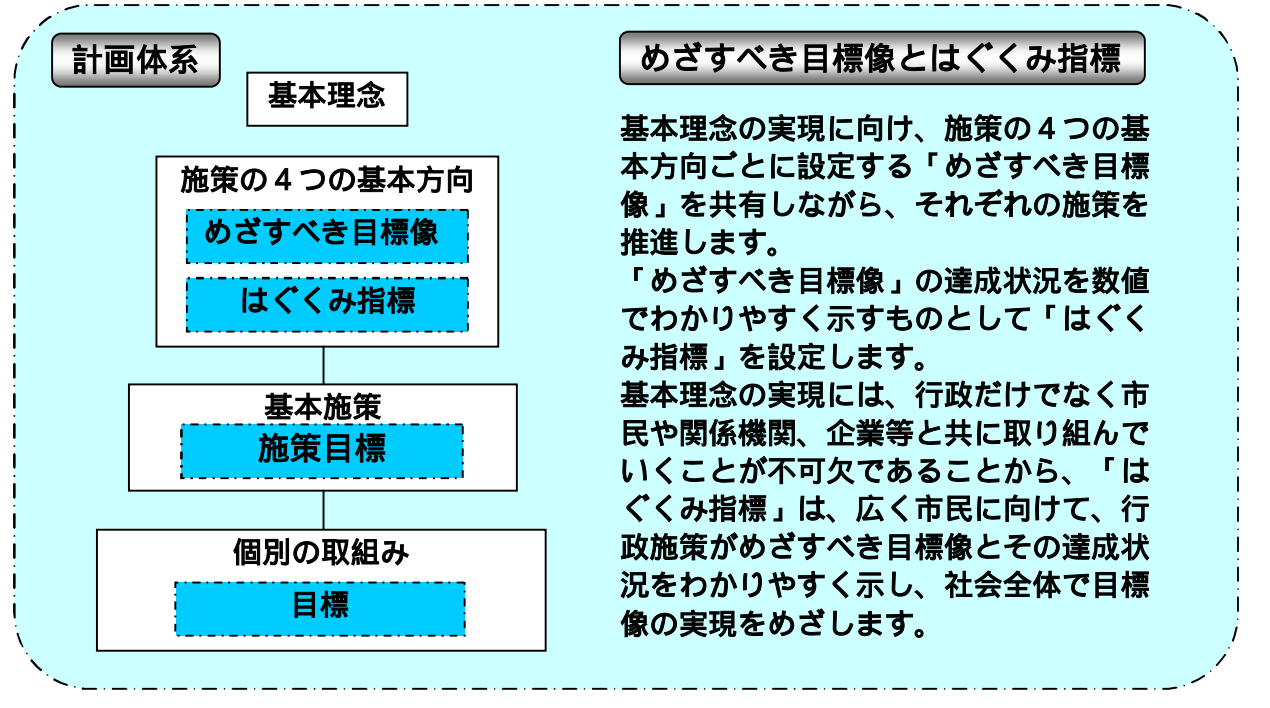 計画体系
基本理念
施策の４つの基本方向
めざすべき目標像
はぐくみ指標
基本施策
施策目標
個別の取組み
目標
めざすべき目標像とはぐくみ指標
基本理念の実現に向け、施策の４つの基
本方向ごとに設定する「めざすべき目標
像」を共有しながら、それぞれの施策を
推進します。
「めざすべき目標像」の達成状況を数値
でわかりやすく示すものとして「はぐく
み指標」を設定します。
基本理念の実現には、行政だけでなく市
民や関係機関、企業等と共に取り組んで
いくことが不可欠であることから、「は
ぐくみ指標」は、広く市民に向けて、行
政施策がめざすべき目標像とその達成状
況をわかりやすく示し、社会全体で目標
像の実現をめざします。